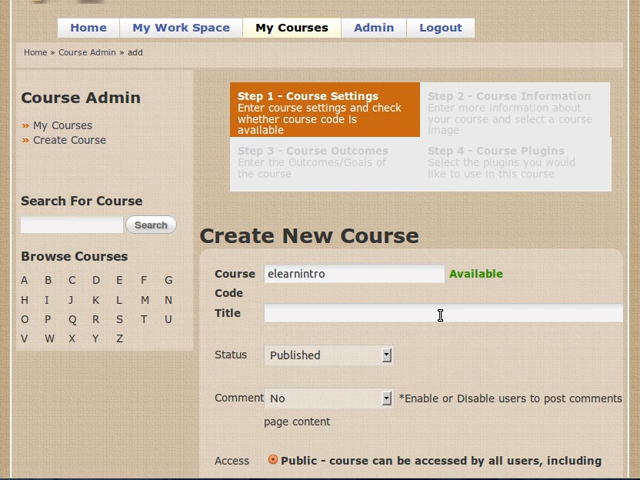 Home My Work Space My Courses Admin Logout
Home » Course Admin » add
Course Admin
» My Courses
» Create Course
Search For Course
Search
Browse Courses
A B C D E F G
H I J K L M N
O P Q R S T U
V W X Y Z
Step 1 - Course Settings
Enter course settings and check
whether course code is
available
Step 2 - Course Information
Enter more information about
your course and select a course
image
Step 3 - Course Outcomes
Enter the Outcomes/Goals of
the course
Step 4 - Course Plugins
Select the plugins you would
like to use in this course
Create New Course
Course elearnintro Available
Code
Title
Status Published
Comment No *Enable or Disable users to post comments
page content
Access Public - course can be accessed by all users, including